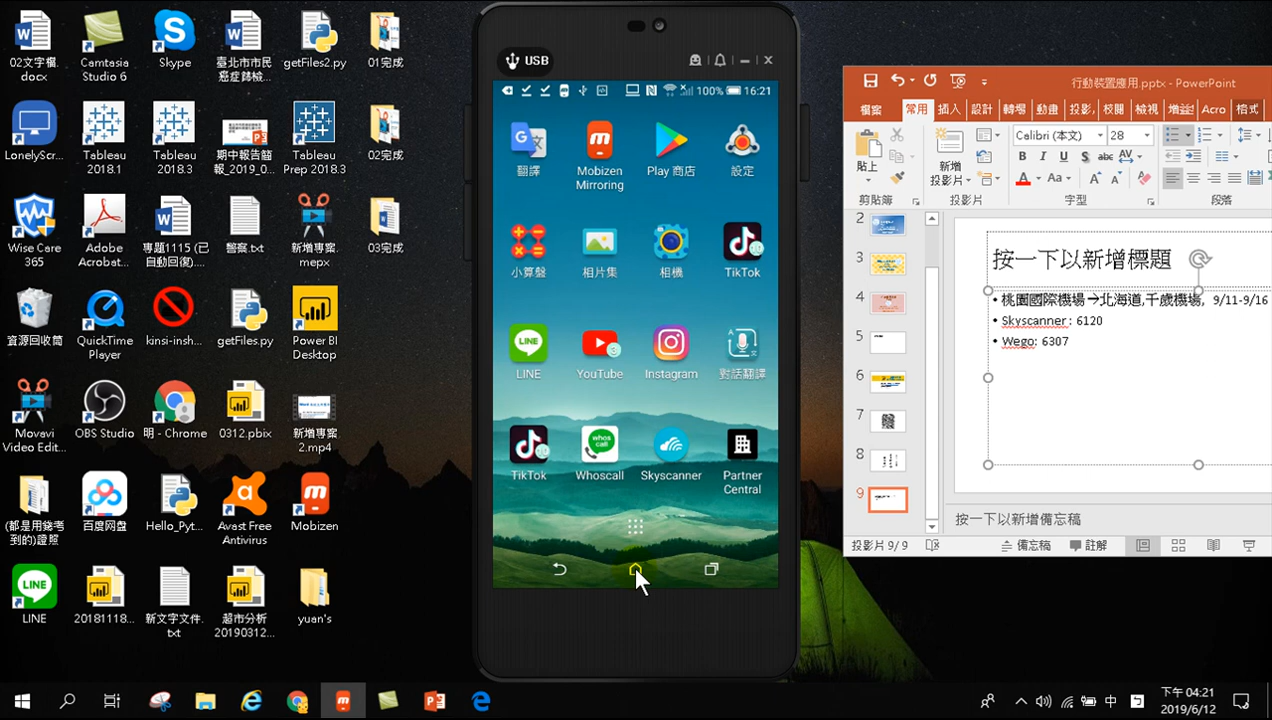 02文字檔.docx
Camtasia Studio 6
Skype
臺北市市民癌症篩檢...
getFiles2.py
01完成
LonelyScr...
Tableau 2018.1
Tableau 2018.3
期中報告簡報_2019_0...
Tableau Prep 2018.3
02完成
Wise Care 365
Adobe Acrobat...
專題1115 (已自動回復)....
警察.txt
新增專案.mepx
03完成
資源回收筒
QuickTime Player
kinsi-insh...
getFiles.py
Power BI Desktop
Movavi Video Edit...
OBS Studio
明 - Chrome
0312.pbix
新增專案 2.mp4
(都是用錢考到的)證照
百度网盘
Hello_Pyt...
Avast Free Antivirus
Mobizen
LINE
20181118...
新文字文件.txt
超市分析 20190312...
yuan's
USB
100% 16:21
翻譯
Mobizen Mirroring
Play 商店
設定
小算盤
相片集
相機
TikTok
LINE
YouTube
Instagram
對話翻譯
TikTok
Whoscall
Skyscanner
Partner Central
行動裝置應用.pptx - PowerPoint
檔案 常用 插入 設計 轉場 動畫 投影 校閱 檢視 增益 Acro 格式
貼上
新增投影片
Calibri (本文) 28
B I U S abc AV
A Aa A A
剪貼簿 投影片 字型 段落
2
3
4
5
6
7
8
9
按一下以新增標題
• 桃園國際機場→北海道,千歲機場, 9/11-9/16
• Skyscanner : 6120
• Wego: 6307
按一下以新增備忘稿
投影片 9/9 備忘稿 註解
中
下午 04:21
2019/6/12